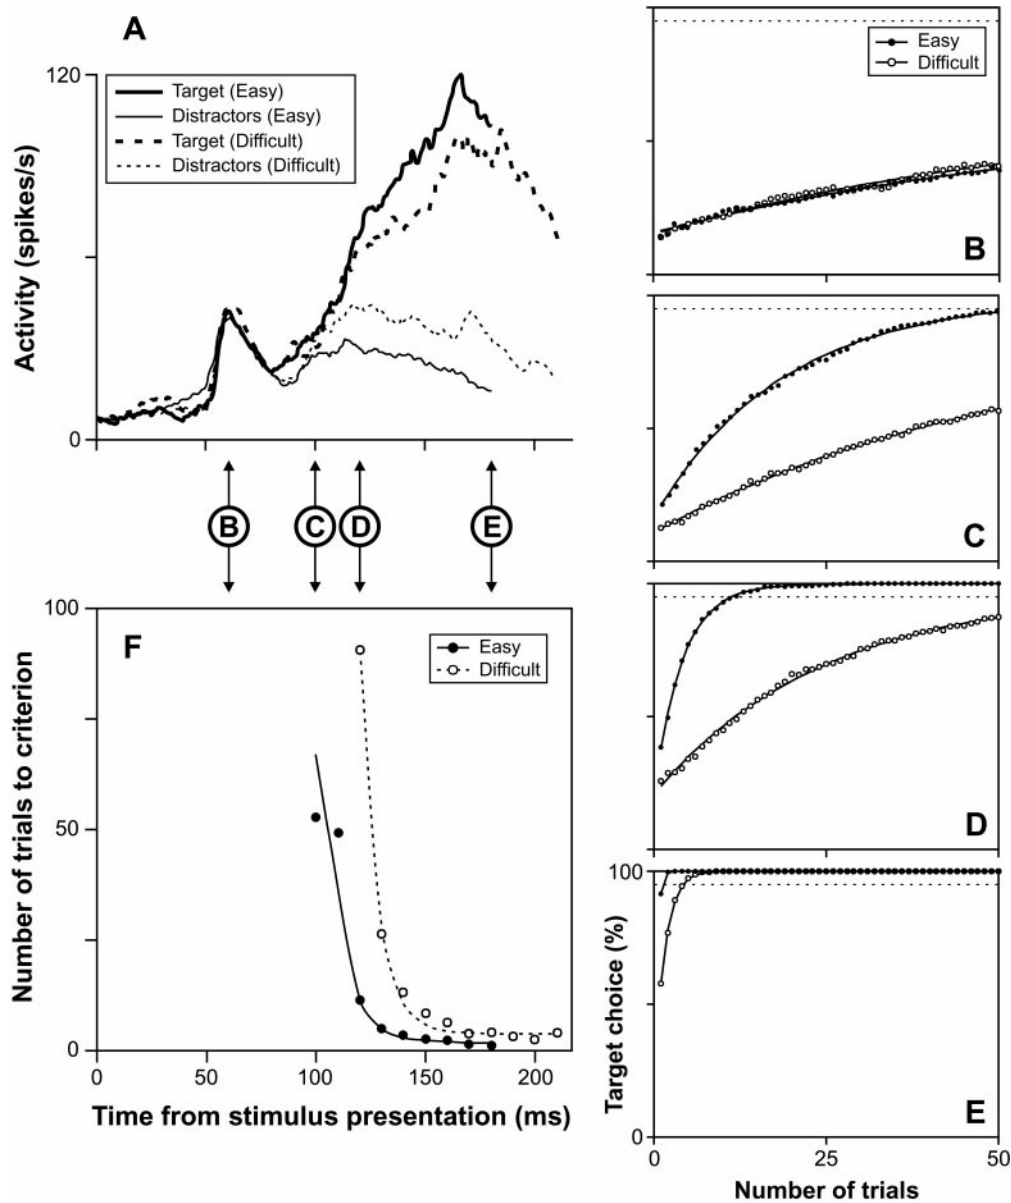 A
120
Target (Easy)
Distractors (Easy)
Target (Difficult)
Distractors (Difficult)
Activity (spikes/s)
0
B
C
D
E
100
F
Easy
Difficult
Number of trials to criterion
50
0
0
50
100
150
200
Time from stimulus presentation (ms)
Easy
Difficult
B
C
D
100
Target choice (%)
E
0
0
25
50
Number of trials